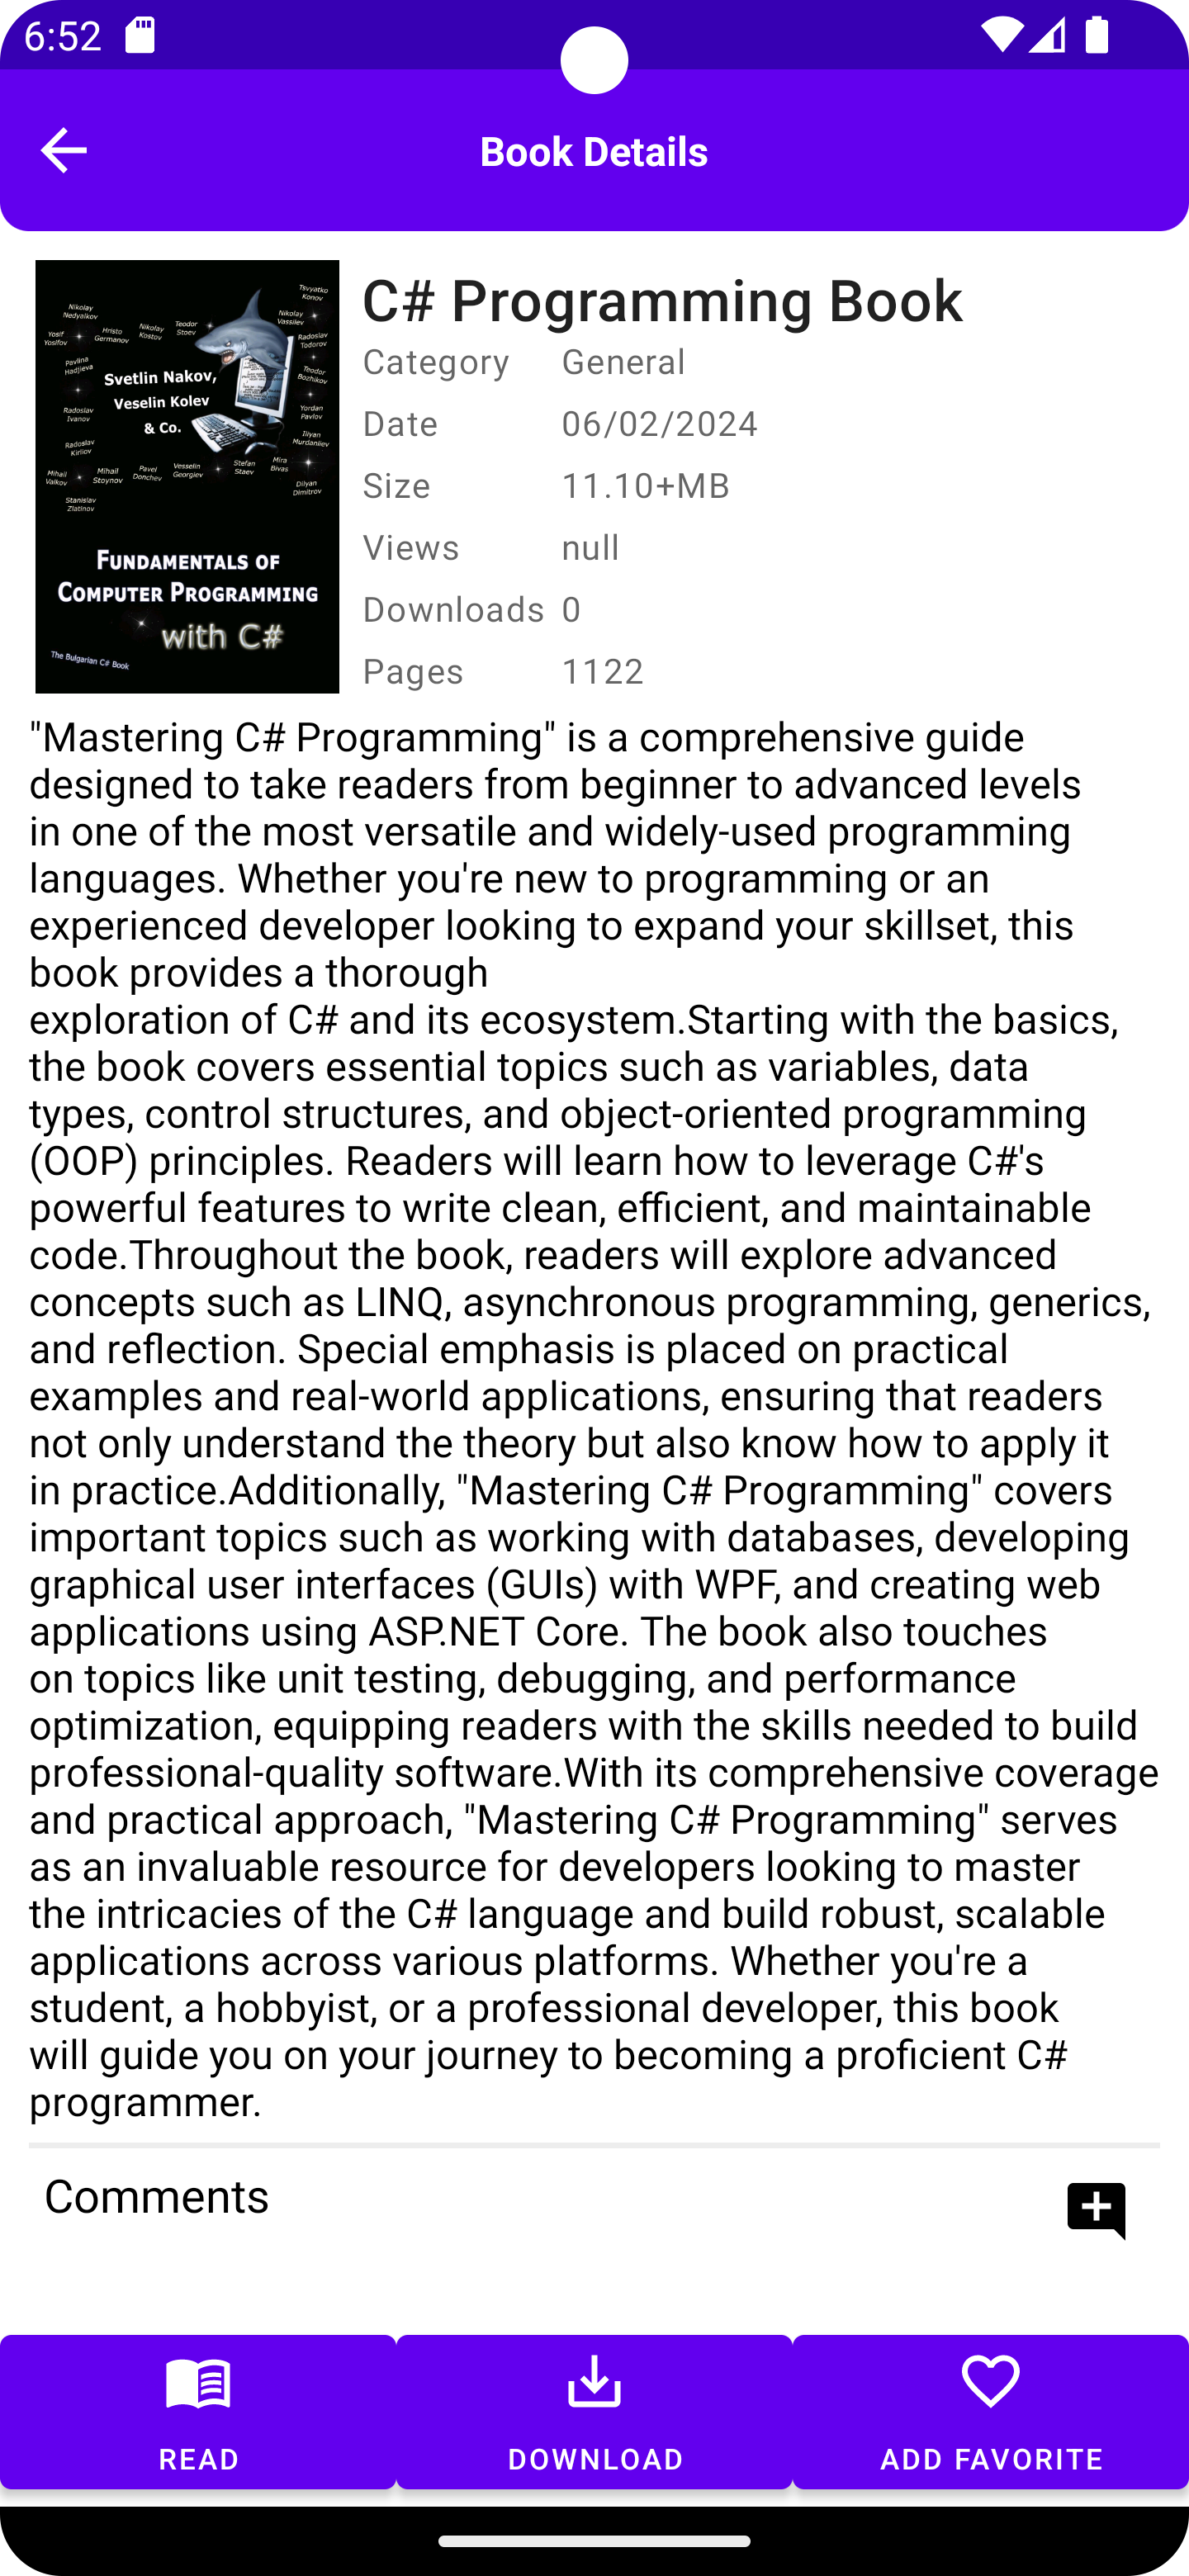 6:52
Book Details
Tsvyatko
Konov
Nikolay
Nedyalkov
Nikolay
Vassilev
Yosif
Yosifov
Hristo
Germanov
Nikolay
Kostov
Teodor
Stoev
Radoslav
Todorov
Pavlina
Hadjieva
Svetlin Nakov,
Veselin Kolev
& Co.
Teodor
Bozhikov
Radoslav
Ivanov
Yordan
Pavlov
Radoslav
Kirilov
Iliyan
Murdanliev
Mihail
Valkov
Mihail
Stoynov
Pavel
Donchev
Vesselin
Georgiev
Stefan
Staev
Mira
Bivas
Dilyan
Dimitrov
Stanislav
Zlatinov
FUNDAMENTALS OF
COMPUTER PROGRAMMING
with C#
The Bulgarian C# Book
C# Programming Book
Category General
Date 06/02/2024
Size 11.10+MB
Views null
Downloads 0
Pages 1122
"Mastering C# Programming" is a comprehensive guide
designed to take readers from beginner to advanced levels
in one of the most versatile and widely-used programming
languages. Whether you're new to programming or an
experienced developer looking to expand your skillset, this
book provides a thorough
exploration of C# and its ecosystem.Starting with the basics,
the book covers essential topics such as variables, data
types, control structures, and object-oriented programming
(OOP) principles. Readers will learn how to leverage C#'s
powerful features to write clean, efficient, and maintainable
code.Throughout the book, readers will explore advanced
concepts such as LINQ, asynchronous programming, generics,
and reflection. Special emphasis is placed on practical
examples and real-world applications, ensuring that readers
not only understand the theory but also know how to apply it
in practice.Additionally, "Mastering C# Programming" covers
important topics such as working with databases, developing
graphical user interfaces (GUIs) with WPF, and creating web
applications using ASP.NET Core. The book also touches
on topics like unit testing, debugging, and performance
optimization, equipping readers with the skills needed to build
professional-quality software.With its comprehensive coverage
and practical approach, "Mastering C# Programming" serves
as an invaluable resource for developers looking to master
the intricacies of the C# language and build robust, scalable
applications across various platforms. Whether you're a
student, a hobbyist, or a professional developer, this book
will guide you on your journey to becoming a proficient C#
programmer.
Comments
READ
DOWNLOAD
ADD FAVORITE